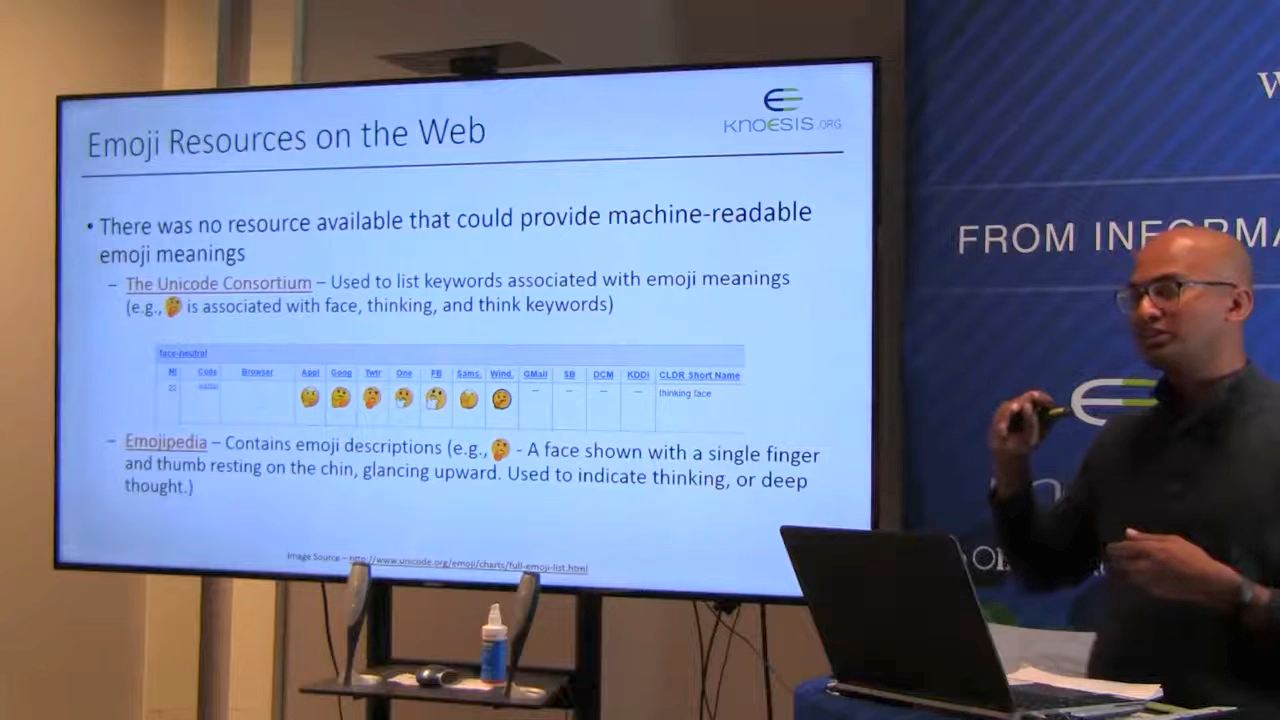 Emoji Resources on the Web
KNOESIS.ORG
• There was no resource available that could provide machine-readable
emoji meanings
– The Unicode Consortium – Used to list keywords associated with emoji meanings
(e.g., 🤔 is associated with face, thinking, and think keywords)
face-neutral
№ Code Browser Appl Goog Twtr One FB Sams. Wind. GMail SB DCM KDDI CLDR Short Name
— — — — thinking face
– Emojipedia – Contains emoji descriptions (e.g., 🤔 - A face shown with a single finger
and thumb resting on the chin, glancing upward. Used to indicate thinking, or deep
thought.)
Image Source – http://www.unicode.org/emoji/charts/full-emoji-list.html
W
FROM INFORMA